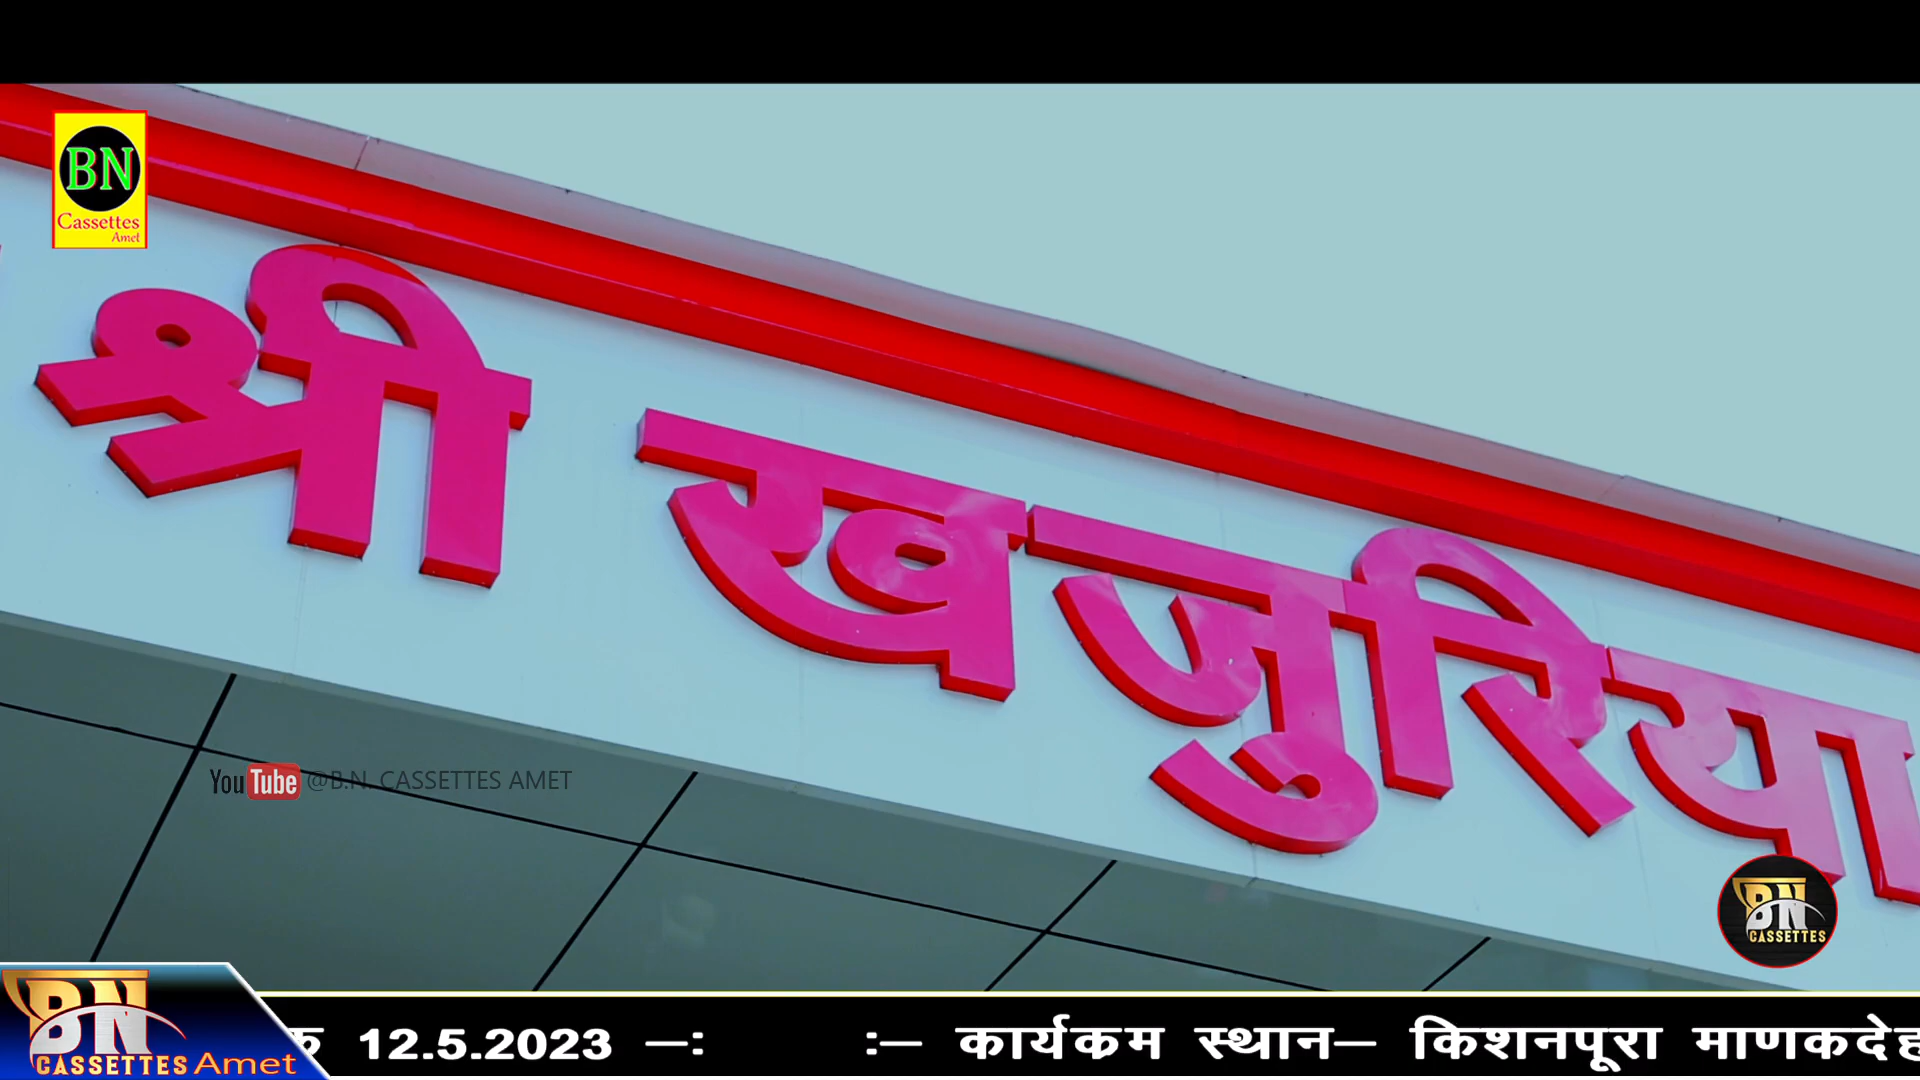 BN
Cassettes
Amet
श्री खजुरिया
YouTube @B.N. CASSETTES AMET
BN
CASSETTES
BN
CASSETTES Amet
12.5.2023 —: :— कार्यक्रम स्थान— किशनपूरा माणकदेह